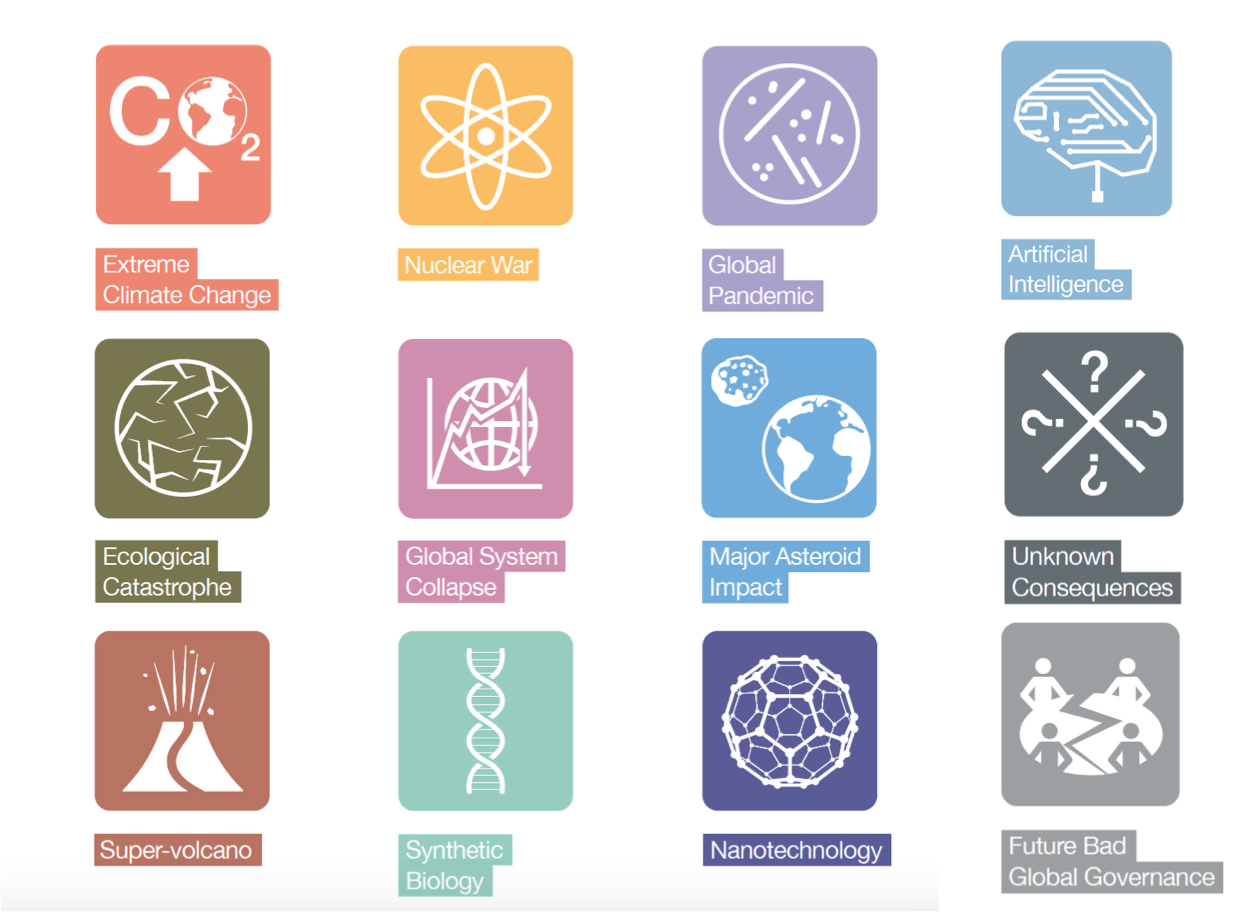 CO2
Extreme
Climate Change
Nuclear War
Global
Pandemic
Artificial
Intelligence
?
? ?
?
Ecological
Catastrophe
Global System
Collapse
Major Asteroid
Impact
Unknown
Consequences
Super-volcano
Synthetic
Biology
Nanotechnology
Future Bad
Global Governance